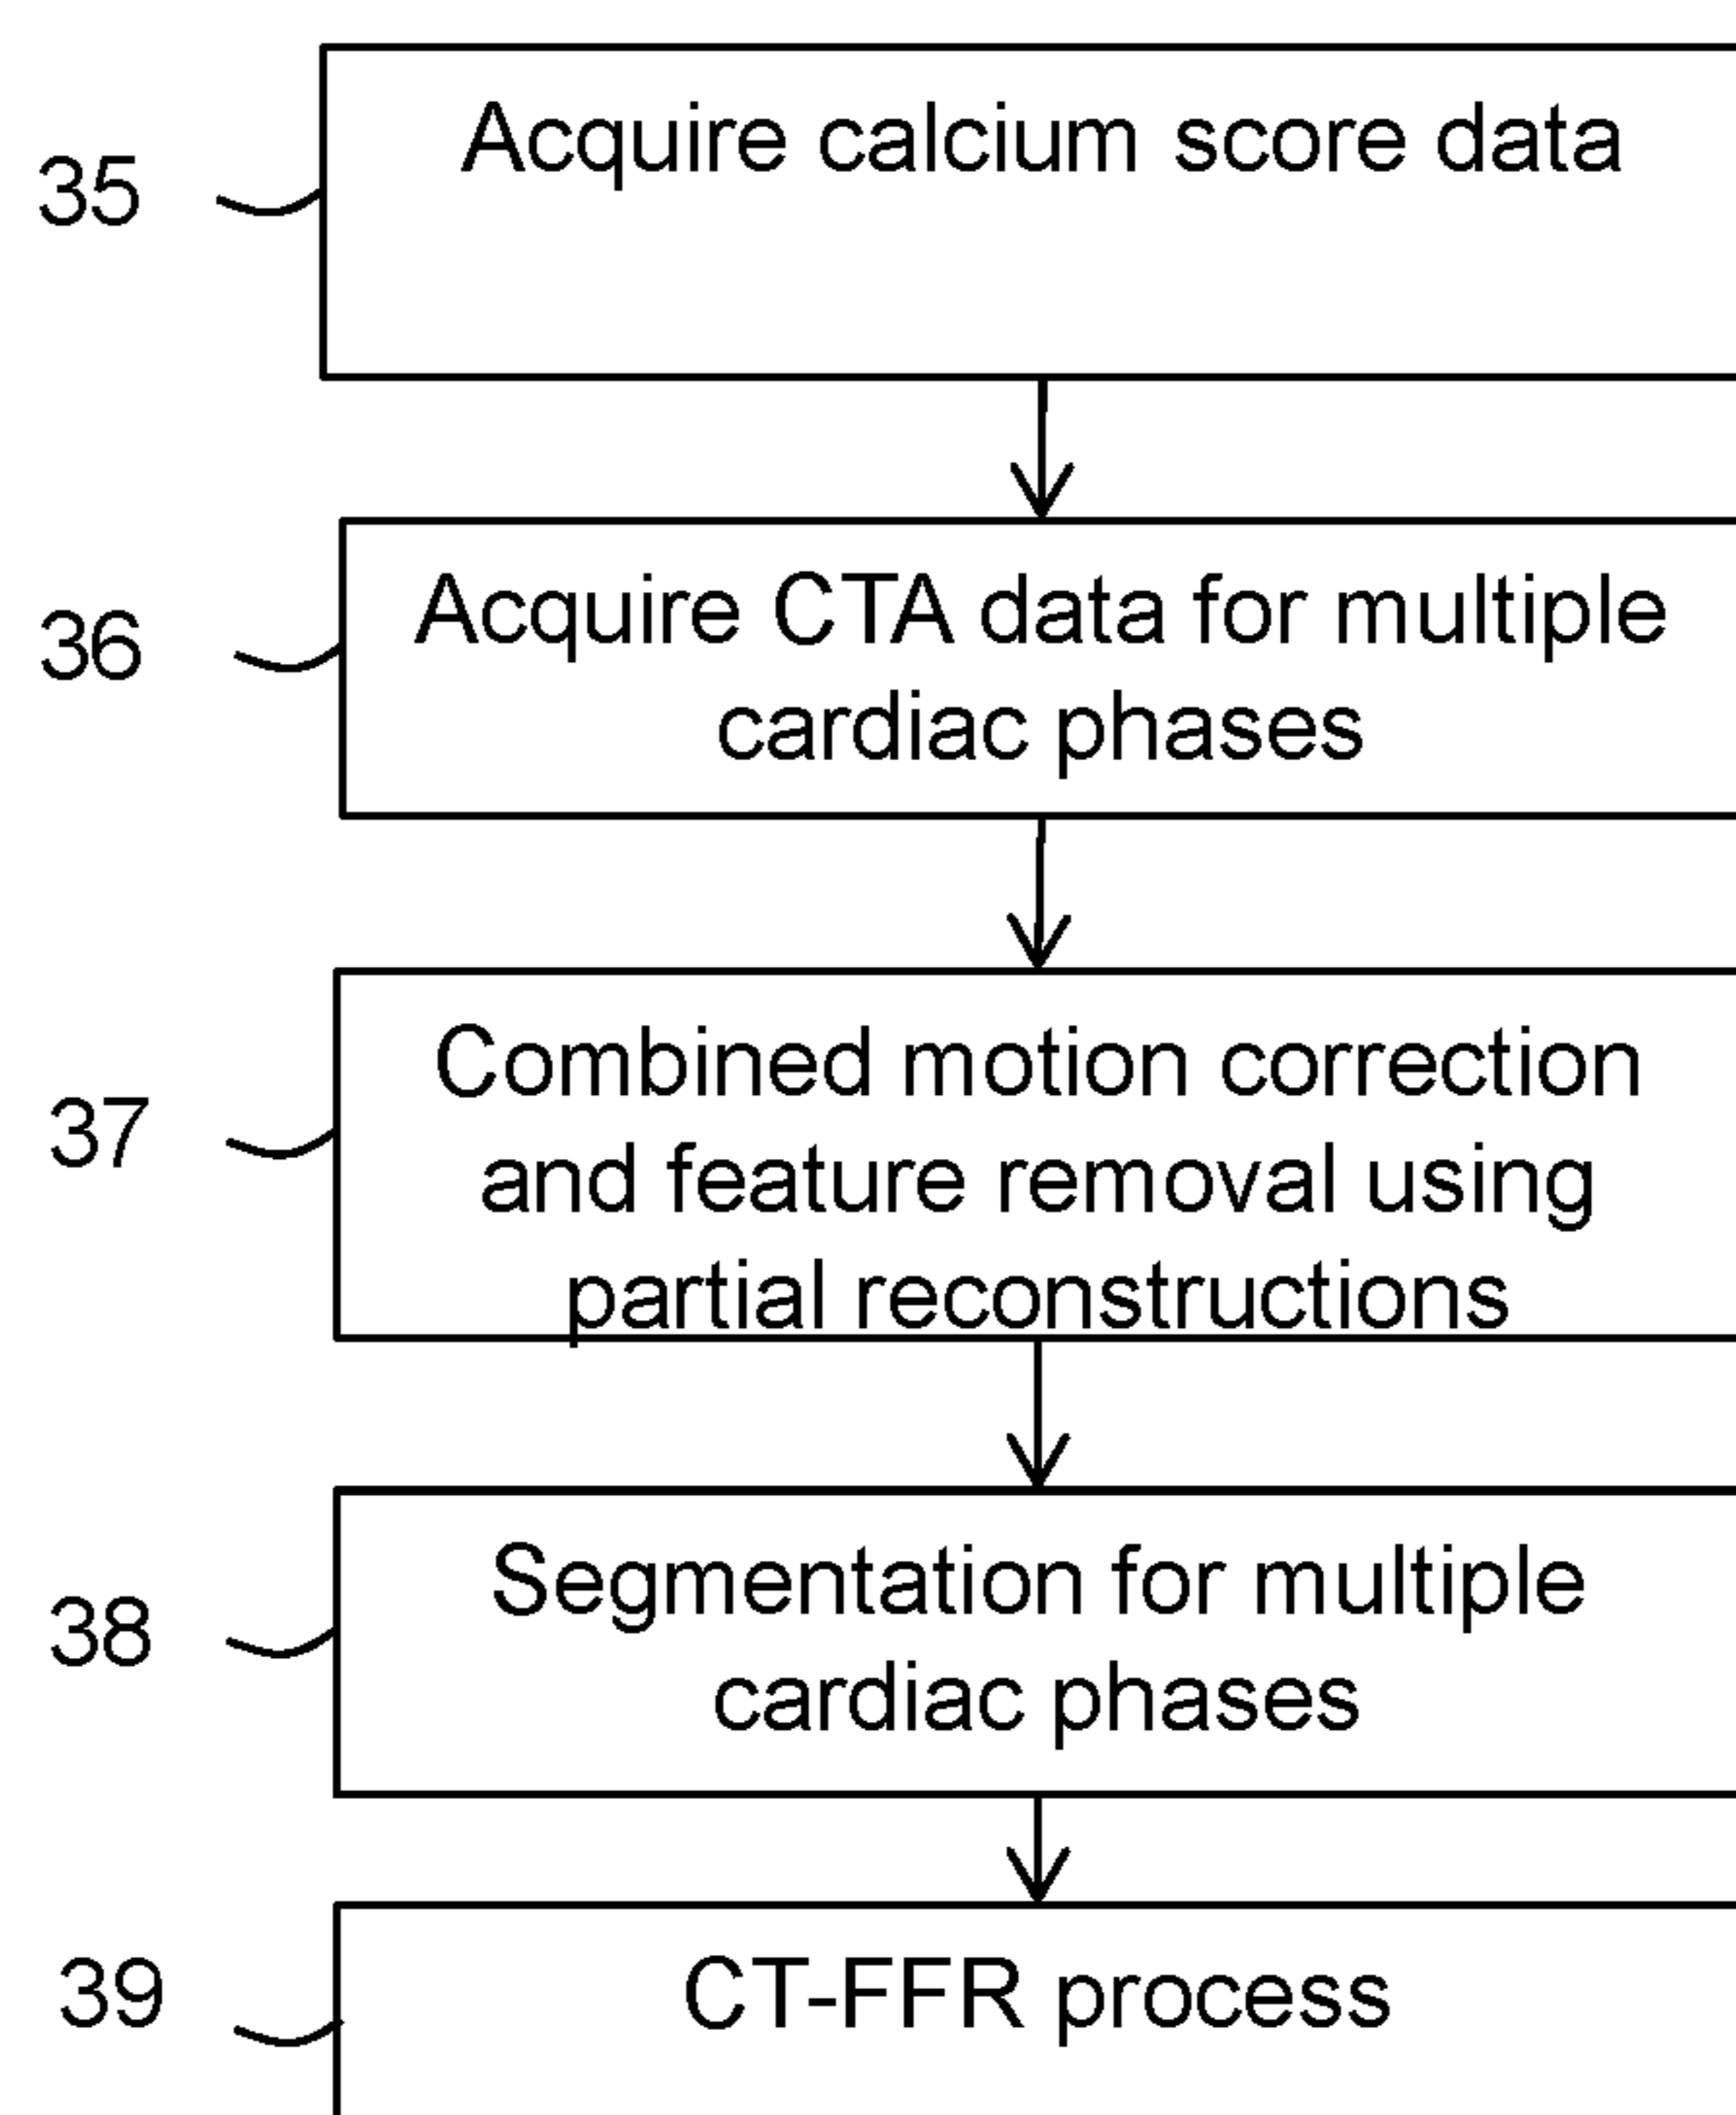 35
Acquire calcium score data
36
Acquire CTA data for multiple
cardiac phases
37
Combined motion correction
and feature removal using
partial reconstructions
38
Segmentation for multiple
cardiac phases
39
CT-FFR process